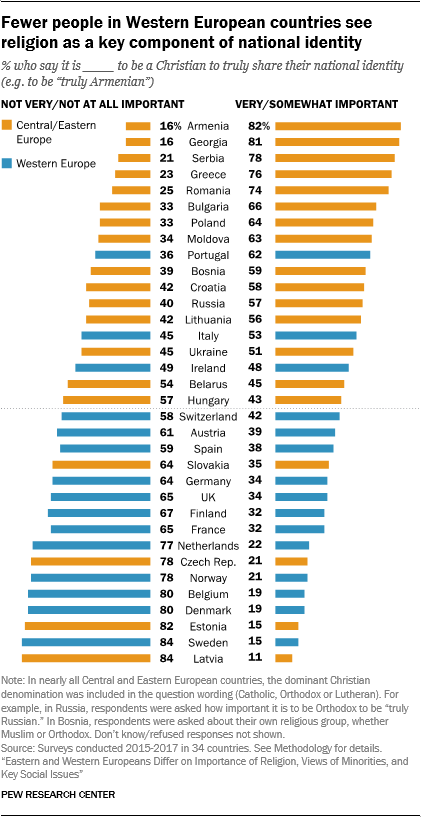 Fewer people in Western European countries see
religion as a key component of national identity
% who say it is _____ to be a Christian to truly share their national identity
(e.g. to be “truly Armenian”)
NOT VERY/NOT AT ALL IMPORTANT VERY/SOMEWHAT IMPORTANT
Central/Eastern
Europe
Western Europe
16% Armenia 82%
16 Georgia 81
21 Serbia 78
23 Greece 76
25 Romania 74
33 Bulgaria 66
33 Poland 64
34 Moldova 63
36 Portugal 62
39 Bosnia 59
42 Croatia 58
40 Russia 57
42 Lithuania 56
45 Italy 53
45 Ukraine 51
49 Ireland 48
54 Belarus 45
57 Hungary 43
58 Switzerland 42
61 Austria 39
59 Spain 38
64 Slovakia 35
64 Germany 34
65 UK 34
67 Finland 32
65 France 32
77 Netherlands 22
78 Czech Rep. 21
78 Norway 21
80 Belgium 19
80 Denmark 19
82 Estonia 15
84 Sweden 15
84 Latvia 11
Note: In nearly all Central and Eastern European countries, the dominant Christian
denomination was included in the question wording (Catholic, Orthodox or Lutheran). For
example, in Russia, respondents were asked how important it is to be Orthodox to be “truly
Russian.” In Bosnia, respondents were asked about their own religious group, whether
Muslim or Orthodox. Don’t know/refused responses not shown.
Source: Surveys conducted 2015-2017 in 34 countries. See Methodology for details.
“Eastern and Western Europeans Differ on Importance of Religion, Views of Minorities, and
Key Social Issues”
PEW RESEARCH CENTER